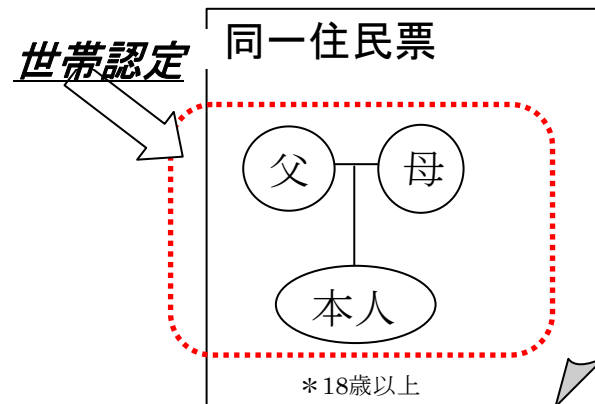 世帯認定
同一住民票
父 母
本人
＊18歳以上